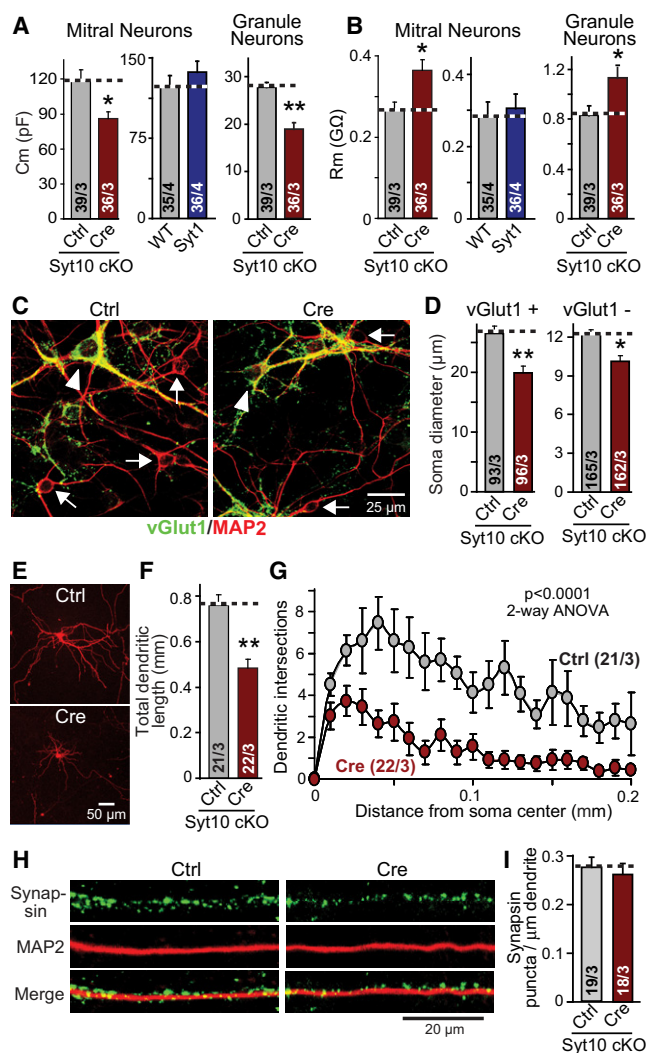 A
Mitral Neurons
Granule
Neurons
Cm (pF)
120
90
60
30
0
*
39/3
36/3
Ctrl
Cre
Syt10 cKO
150
75
0
35/4
36/4
WT
Syt1
40
30
20
10
0
**
39/3
36/3
Ctrl
Cre
Syt10 cKO
B
Mitral Neurons
Granule
Neurons
Rm (GΩ)
0.4
0.2
0
*
39/3
36/3
Ctrl
Cre
Syt10 cKO
0.4
0.2
0
35/4
36/4
WT
Syt1
1.2
0.8
0.4
0
*
39/3
36/3
Ctrl
Cre
Syt10 cKO
C
Ctrl
Cre
25 µm
vGlut1/MAP2
D
vGlut1 +
vGlut1 -
Soma diameter (µm)
20
10
0
**
93/3
96/3
Ctrl
Cre
Syt10 cKO
12
9
6
3
0
*
165/3
162/3
Ctrl
Cre
Syt10 cKO
E
Ctrl
Cre
50 µm
F
Total dendritic
length (mm)
0.8
0.6
0.4
0.2
0
**
21/3
22/3
Ctrl
Cre
Syt10 cKO
G
Dendritic intersections
8
6
4
2
0
p<0.0001
2-way ANOVA
Ctrl (21/3)
Cre (22/3)
0
0.1
0.2
Distance from soma center (mm)
H
Ctrl
Cre
Synap-
sin
MAP2
Merge
20 µm
I
Synapsin
puncta / µm dendrite
0.3
0.2
0.1
0
19/3
18/3
Ctrl
Cre
Syt10 cKO